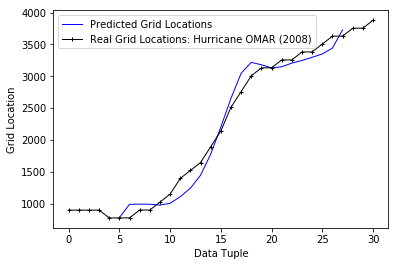 Predicted Grid Locations
Real Grid Locations: Hurricane OMAR (2008)
4000
3500
3000
2500
2000
1500
1000
Grid Location
0 5 10 15 20 25 30
Data Tuple